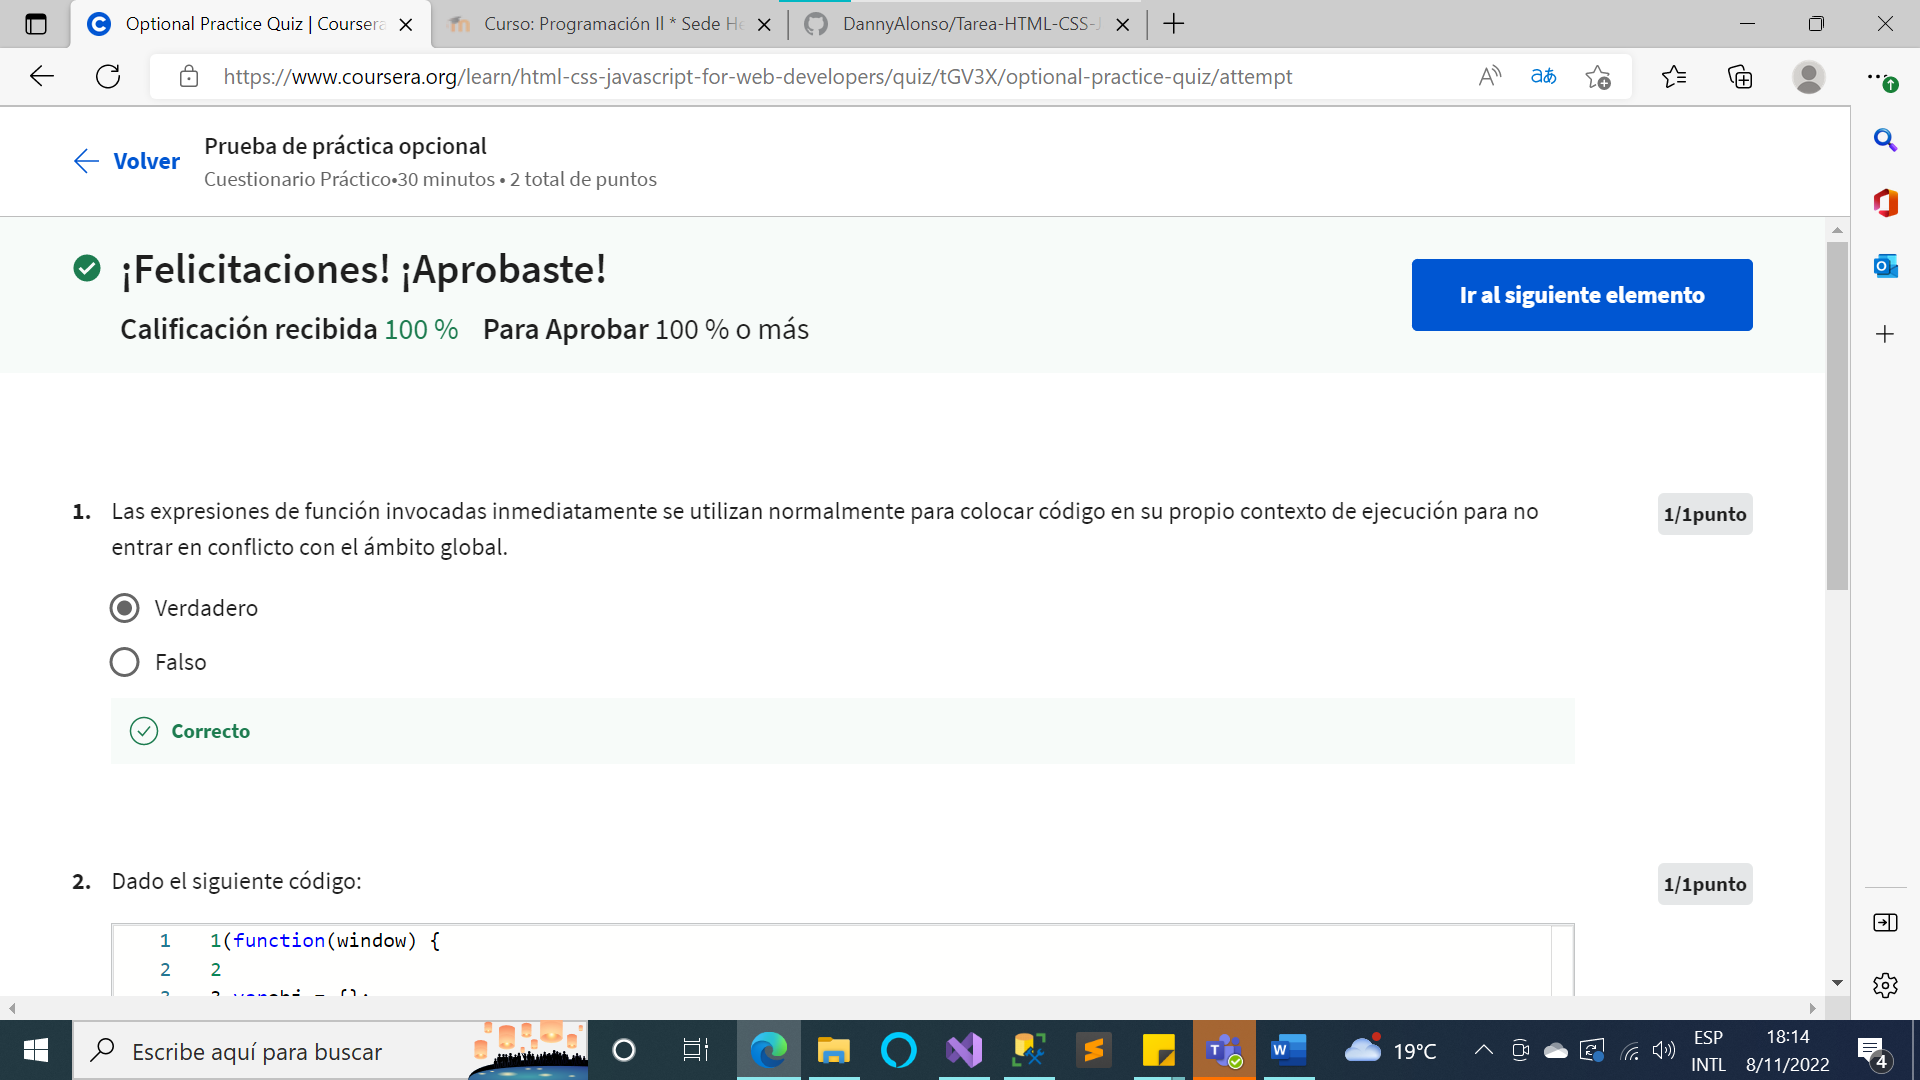 Optional Practice Quiz | Coursera
Curso: Programación II * Sede He
DannyAlonso/Tarea-HTML-CSS-J
https://www.coursera.org/learn/html-css-javascript-for-web-developers/quiz/tGV3X/optional-practice-quiz/attempt
Volver
Prueba de práctica opcional
Cuestionario Práctico•30 minutos • 2 total de puntos
¡Felicitaciones! ¡Aprobaste!
Ir al siguiente elemento
Calificación recibida 100 % Para Aprobar 100 % o más
1. Las expresiones de función invocadas inmediatamente se utilizan normalmente para colocar código en su propio contexto de ejecución para no
entrar en conflicto con el ámbito global.
1/1punto
Verdadero
Falso
Correcto
2. Dado el siguiente código:
1/1punto
1 1(function(window) {
2 2
Escribe aquí para buscar
19°C
ESP
INTL
18:14
8/11/2022
4